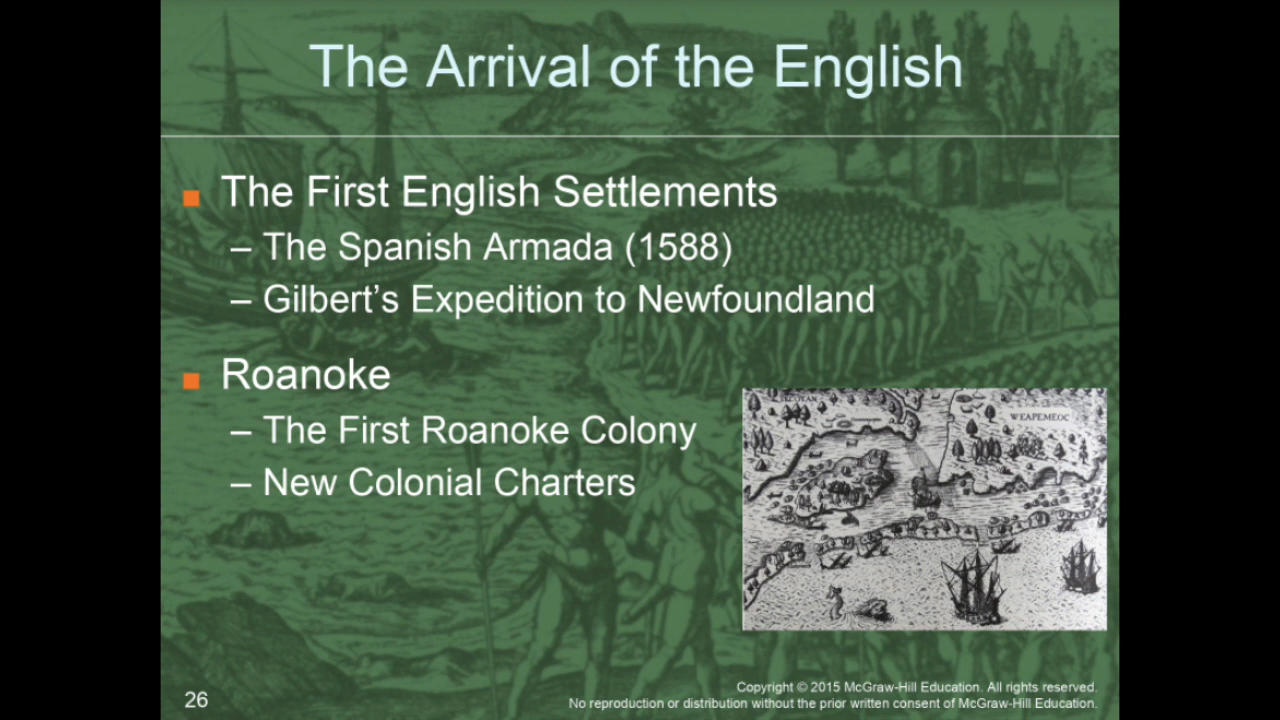 The Arrival of the English
■ The First English Settlements
– The Spanish Armada (1588)
– Gilbert’s Expedition to Newfoundland
■ Roanoke
– The First Roanoke Colony
– New Colonial Charters
WEAPEMEOC
26
Copyright © 2015 McGraw-Hill Education. All rights reserved.
No reproduction or distribution without the prior written consent of McGraw-Hill Education.